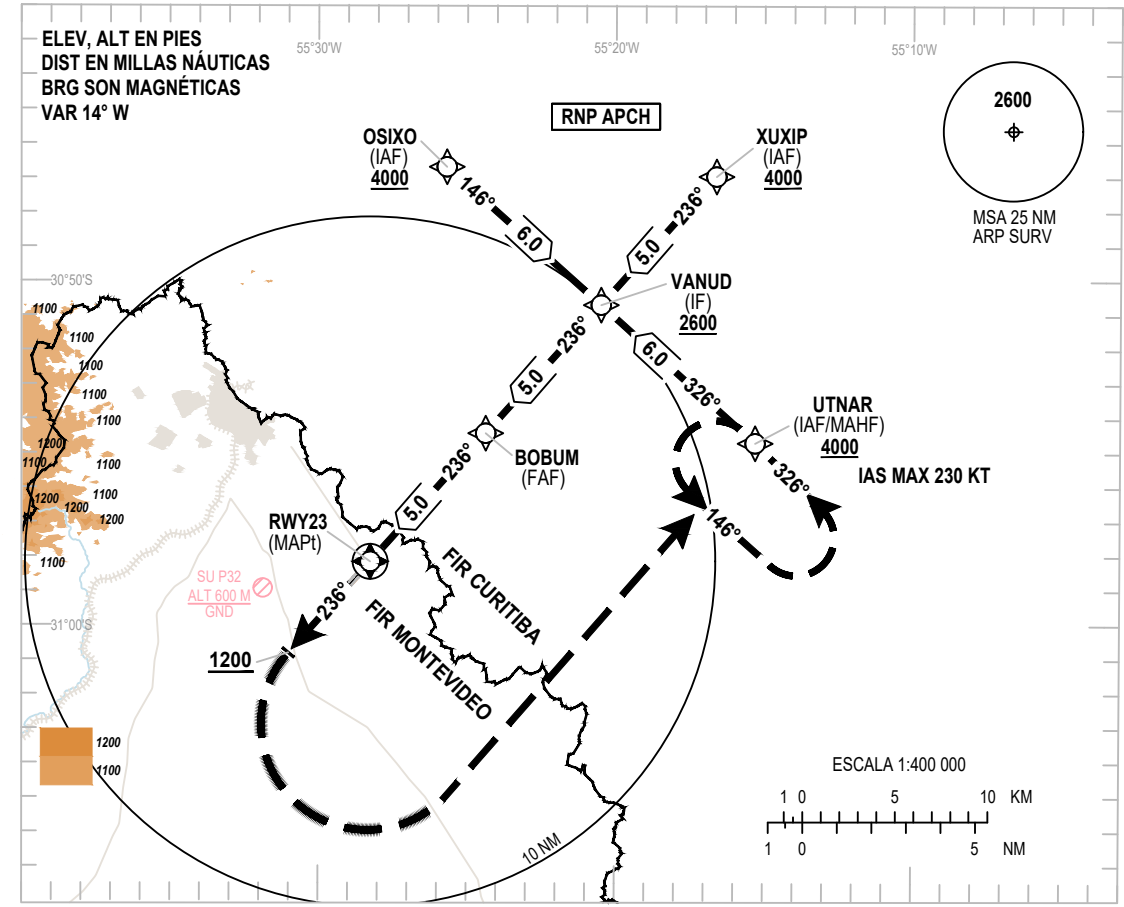 ELEV, ALT EN PIES
DIST EN MILLAS NÁUTICAS
BRG SON MAGNÉTICAS
VAR 14° W
55°30'W
55°20'W
55°10'W
RNP APCH
2600
MSA 25 NM
ARP SURV
OSIXO
(IAF)
4000
XUXIP
(IAF)
4000
146°
6.0
236°
5.0
VANUD
(IF)
2600
30°50'S
236°
5.0
6.0
326°
UTNAR
(IAF/MAHF)
4000
326°
IAS MAX 230 KT
146°
BOBUM
(FAF)
236°
5.0
RWY23
(MAPt)
236°
1200
SU P32
ALT 600 M
GND
FIR CURITIBA
FIR MONTEVIDEO
31°00'S
1100
1100
1100
1100
1100
1200
1100
1100
1100
1200
1200
1200
1100
1200
1100
10 NM
ESCALA 1:400 000
1 0 5 10 KM
1 0 5 NM